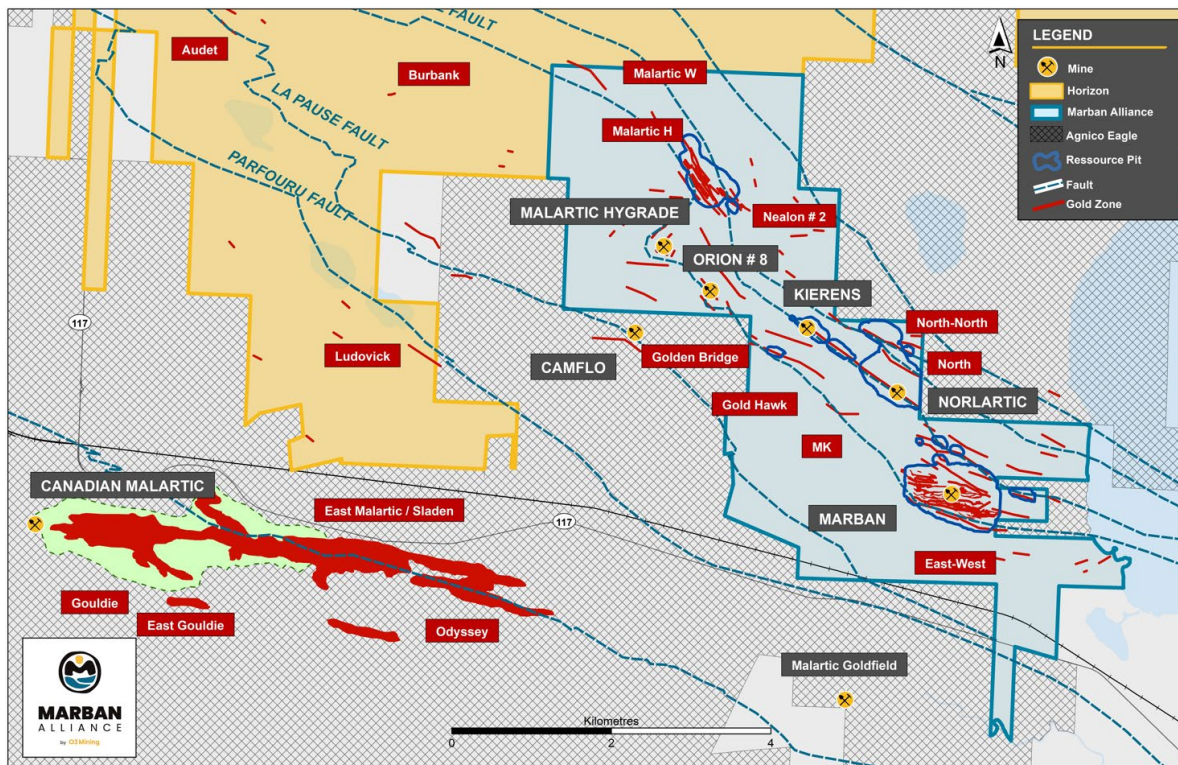 FAULT
LEGEND
Mine
Horizon
Marban Alliance
Agnico Eagle
Ressource Pit
Fault
Gold Zone
N
Audet
Burbank
Malartic W
LA PAUSE FAULT
Malartic H
PARFOURU FAULT
MALARTIC HYGRADE
Nealon # 2
ORION # 8
KIERENS
117
North-North
Ludovick
Golden Bridge
North
CAMFLO
NORLARTIC
Gold Hawk
MK
CANADIAN MALARTIC
East Malartic / Sladen
117
MARBAN
East-West
Gouldie
East Gouldie
Odyssey
Malartic Goldfield
MARBAN
ALLIANCE
by O3 Mining
Kilometres
0 2 4